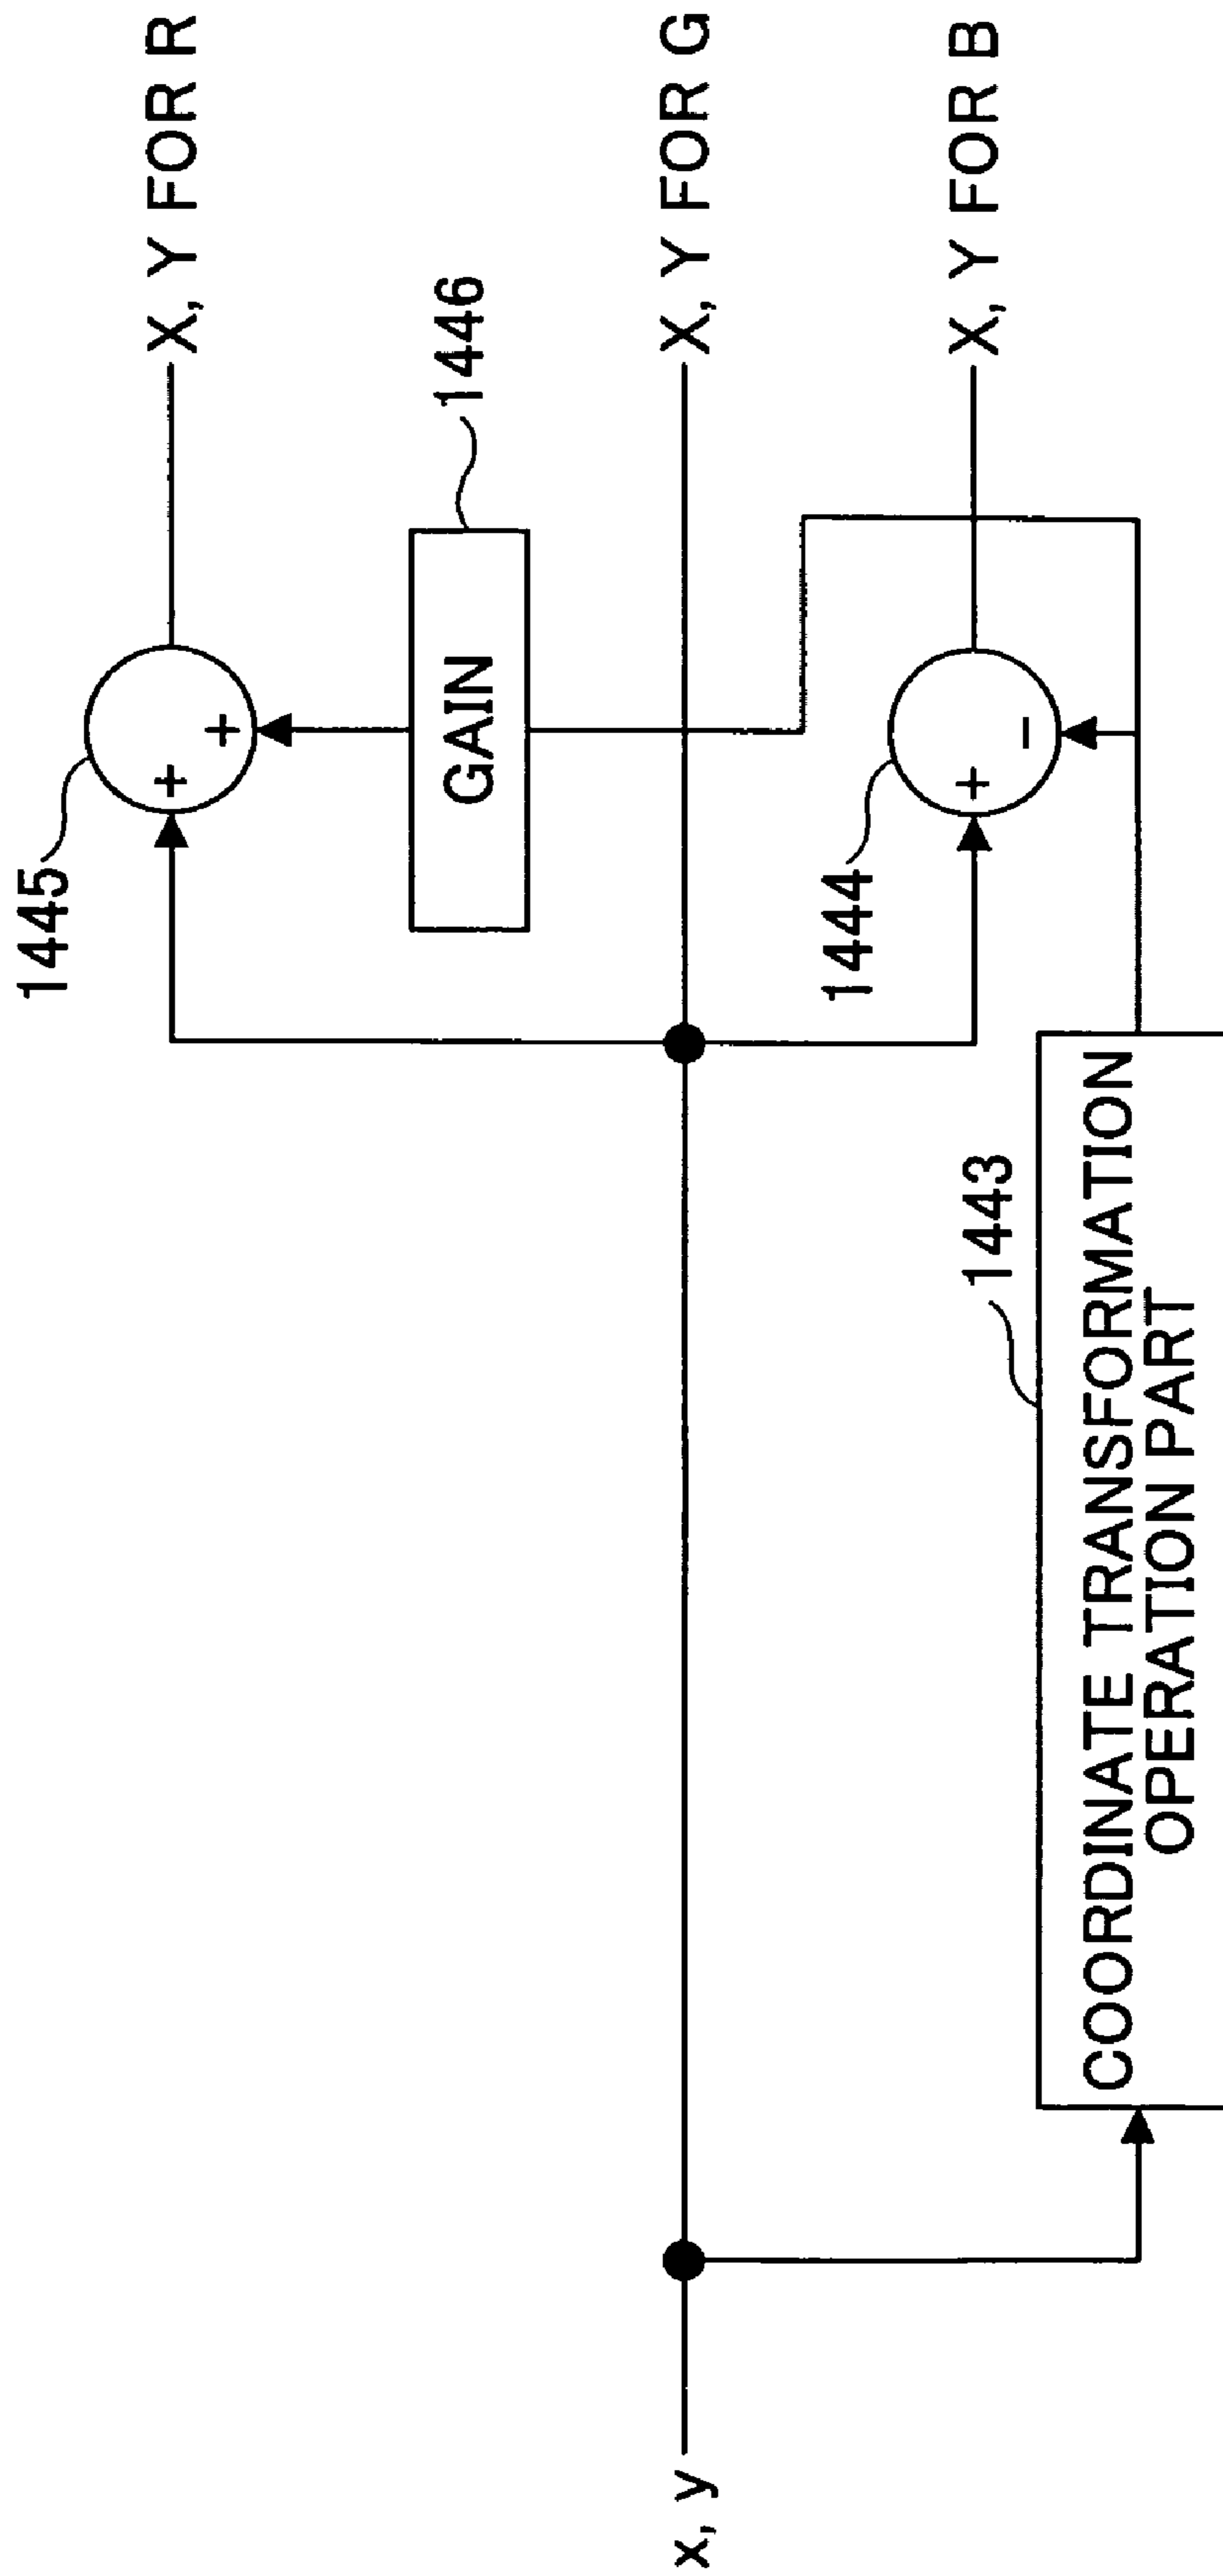 1445
+
+
X, Y FOR R
GAIN
1446
x, y
X, Y FOR G
1444
+
−
X, Y FOR B
1443
COORDINATE TRANSFORMATION
OPERATION PART